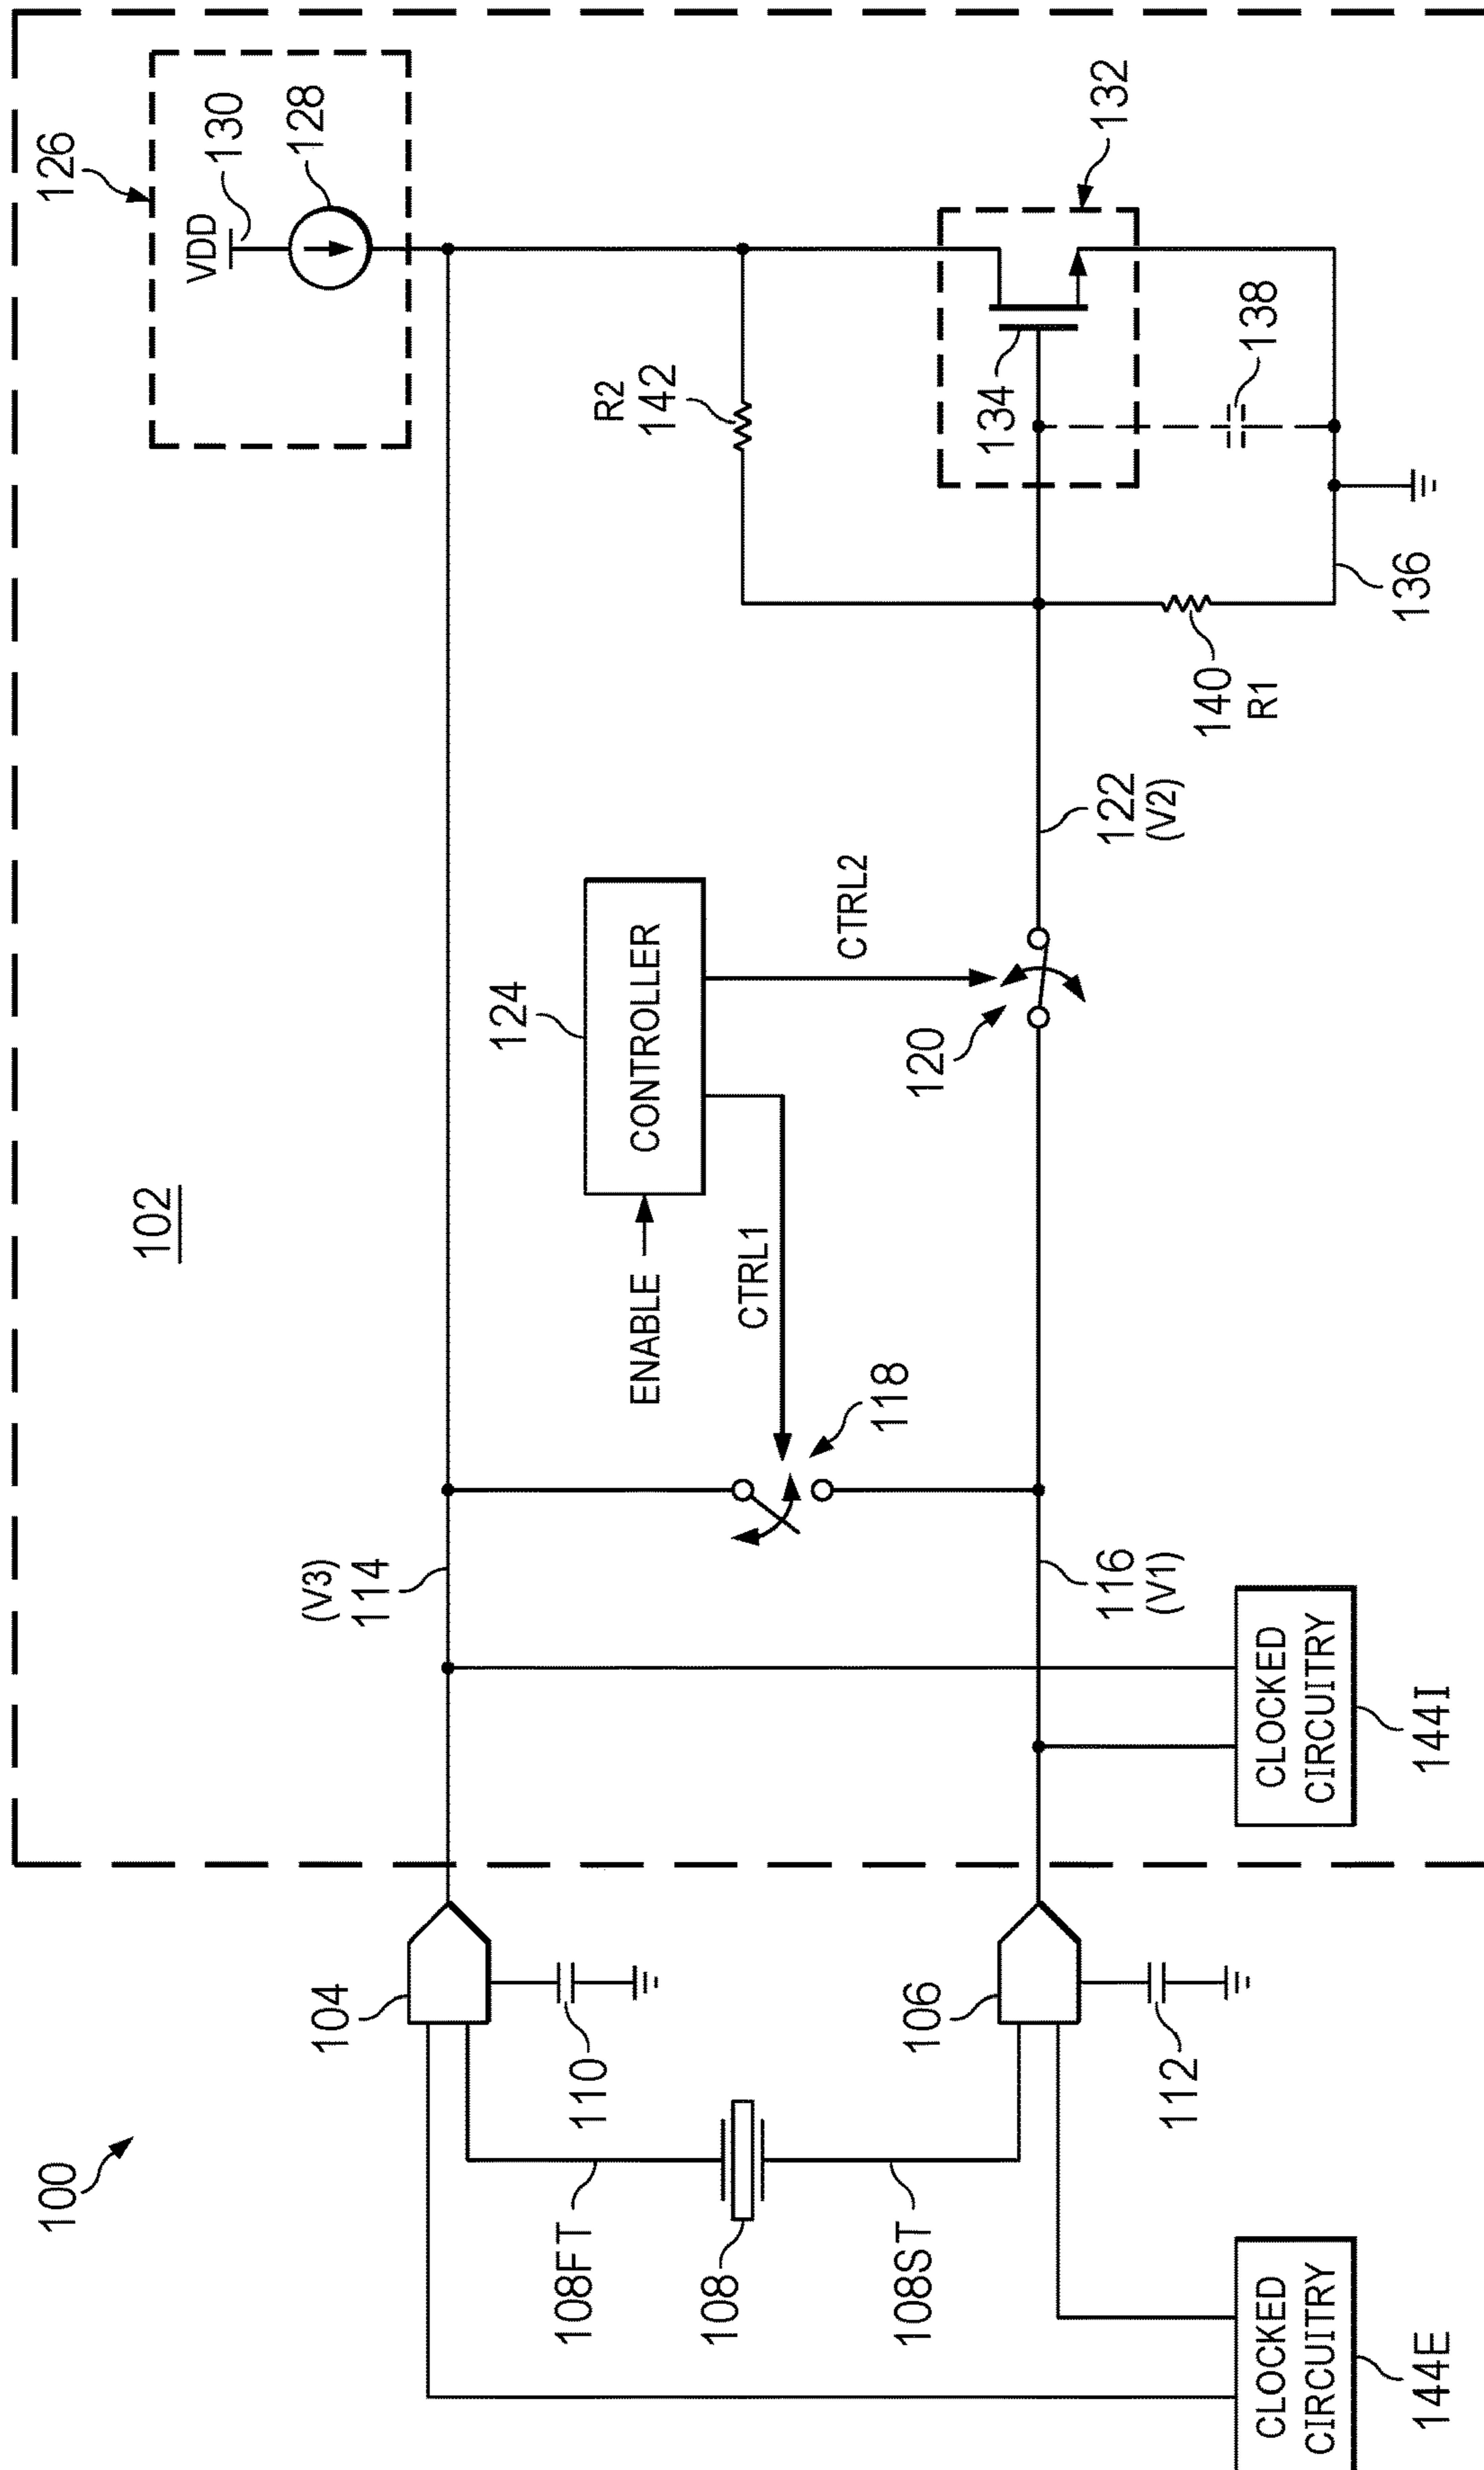 100
102
126
VDD
130
128
104
108FT
110
108
108ST
106
112
(V3)
114
ENABLE
CTRL1
118
124
CONTROLLER
CTRL2
120
116
(V1)
122
(V2)
R2
142
132
134
138
140
R1
136
CLOCKED
CIRCUITRY
144I
CLOCKED
CIRCUITRY
144E